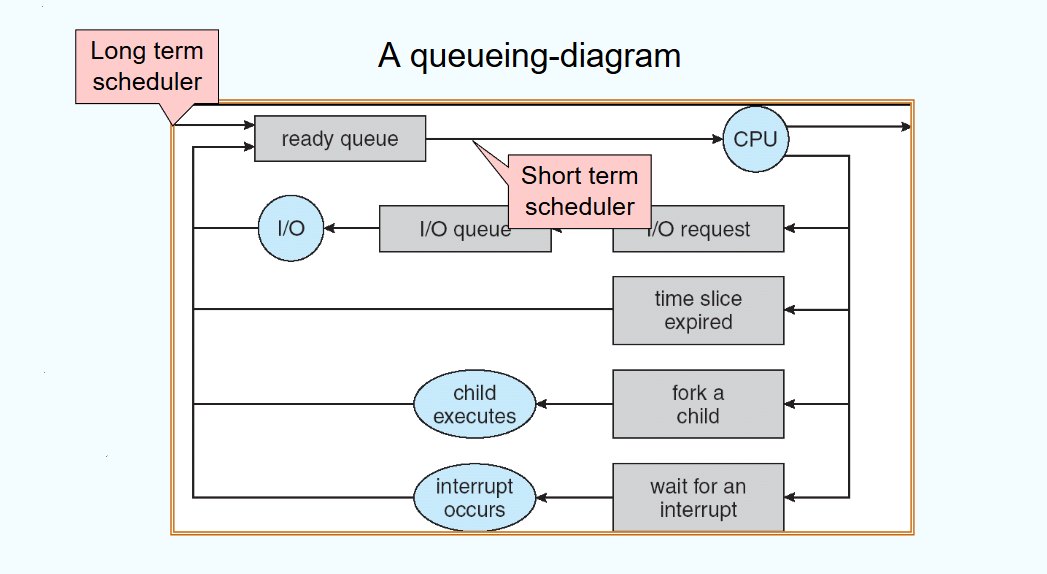 A queueing-diagram
Long term
scheduler
ready queue
CPU
Short term
scheduler
I/O
I/O queue
I/O request
time slice
expired
child
executes
fork a
child
interrupt
occurs
wait for an
interrupt